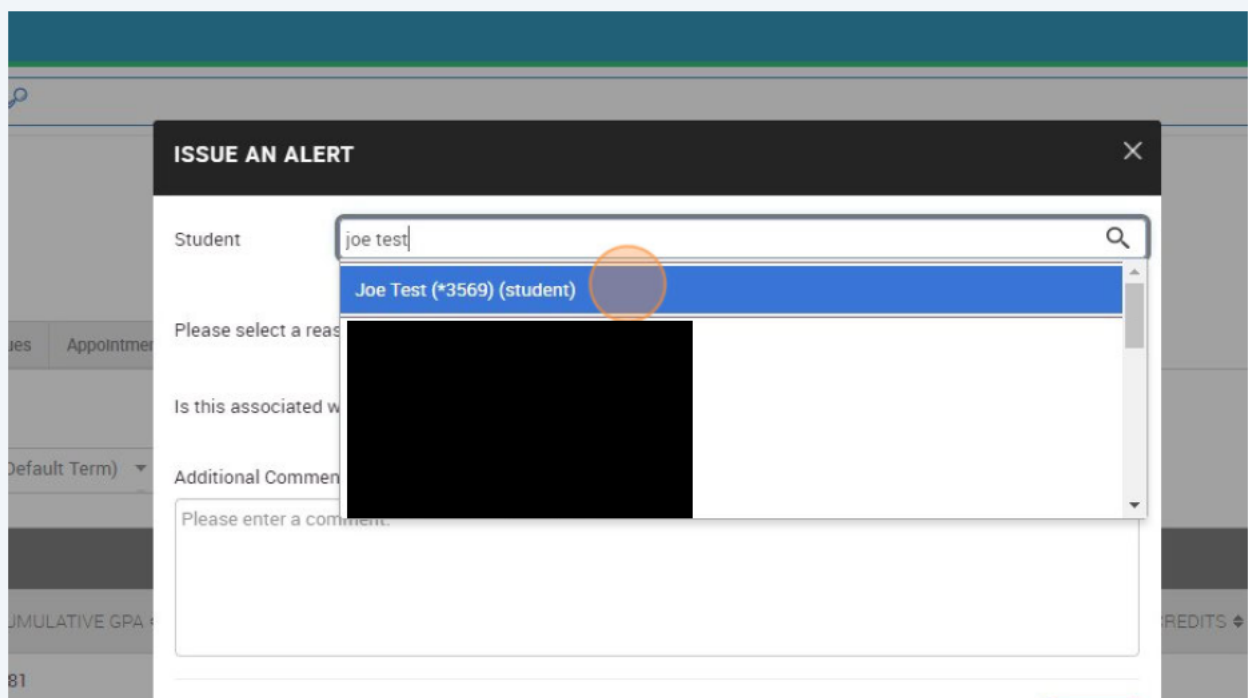 ISSUE AN ALERT
Student
joe test
Joe Test (*3569) (student)
Please select a reas
ues
Appointmen
Is this associated w
Default Term)
Additional Commen
Please enter a comment.
UMULATIVE GPA
REDITS
81